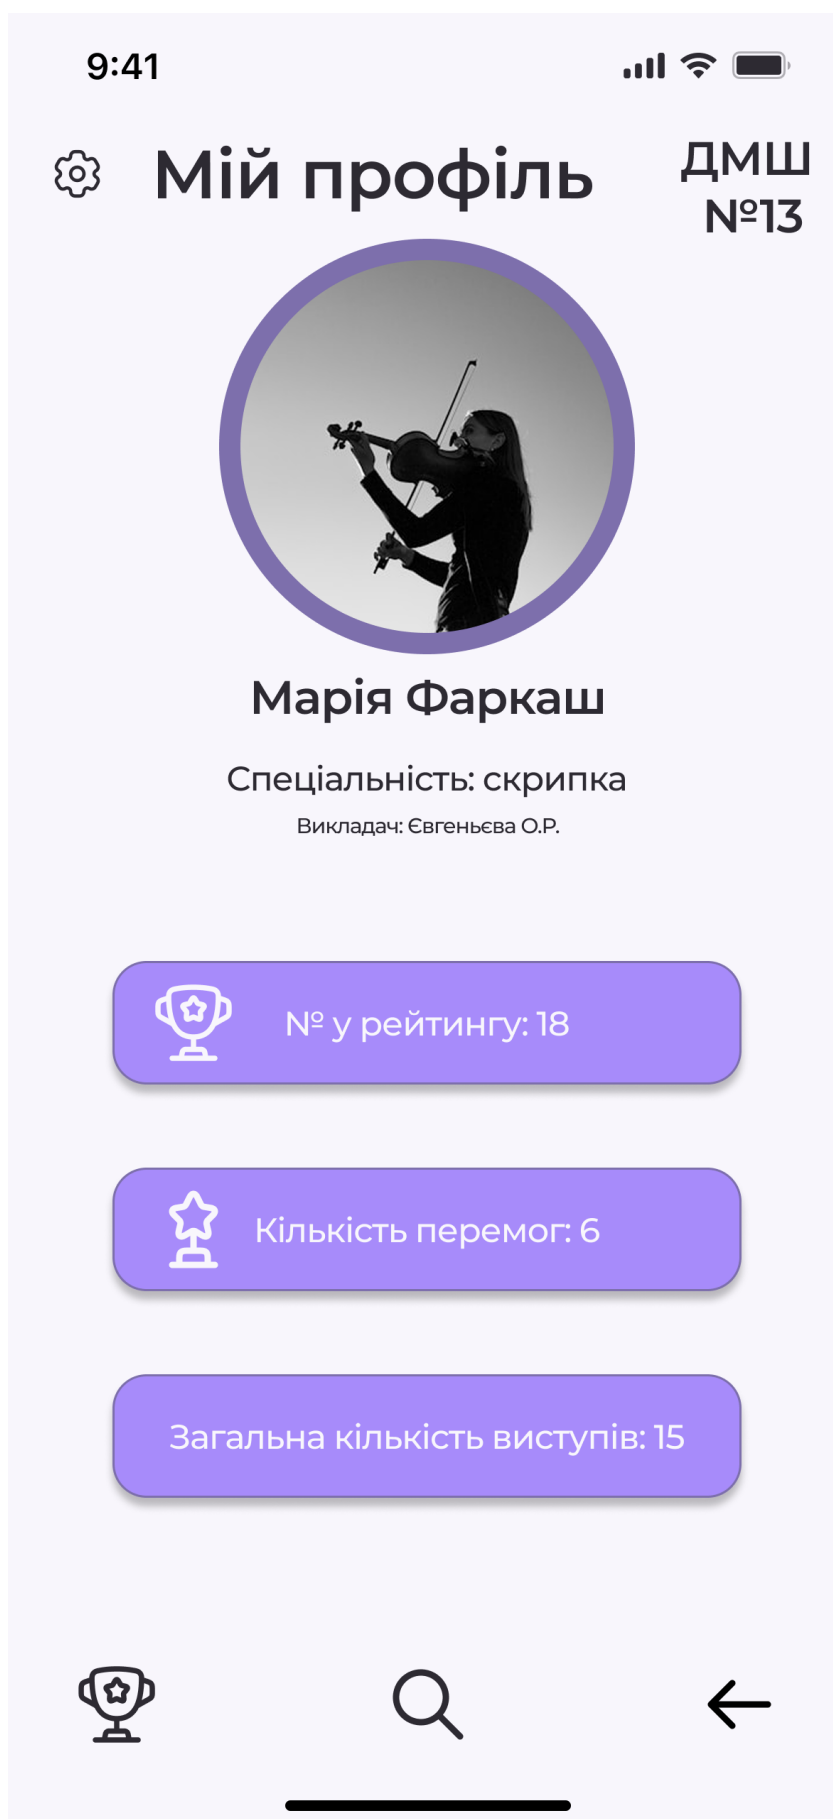 9:41
Мій профіль
ДМШ
№13
Марія Фаркаш
Спеціальність: скрипка
Викладач: Євгеньєва О.Р.
№ у рейтингу: 18
Кількість перемог: 6
Загальна кількість виступів: 15